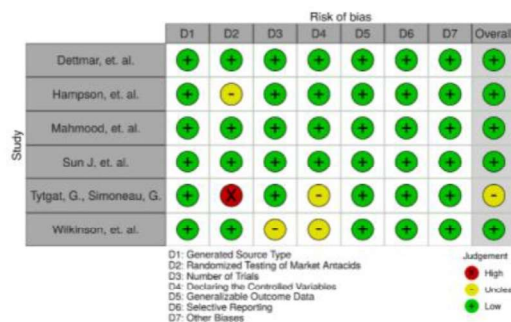 Risk of bias
D1 D2 D3 D4 D5 D6 D7 Overall
Study
Dettmar, et. al. + + + + + + + +
Hampson, et. al. + - + + + + + +
Mahmood, et. al. + + + + + + + +
Sun J, et. al. + + + + + + + +
Tytgat, G., Simoneau, G. + X + - + + + -
Wilkinson, et. al. + + - - + + + +
D1: Generated Source Type
D2: Randomized Testing of Market Antacids
D3: Number of Trials
D4: Declaring the Controlled Variables
D5: Generalizable Outcome Data
D6: Selective Reporting
D7: Other Biases
Judgement
X High
- Unclea
+ Low